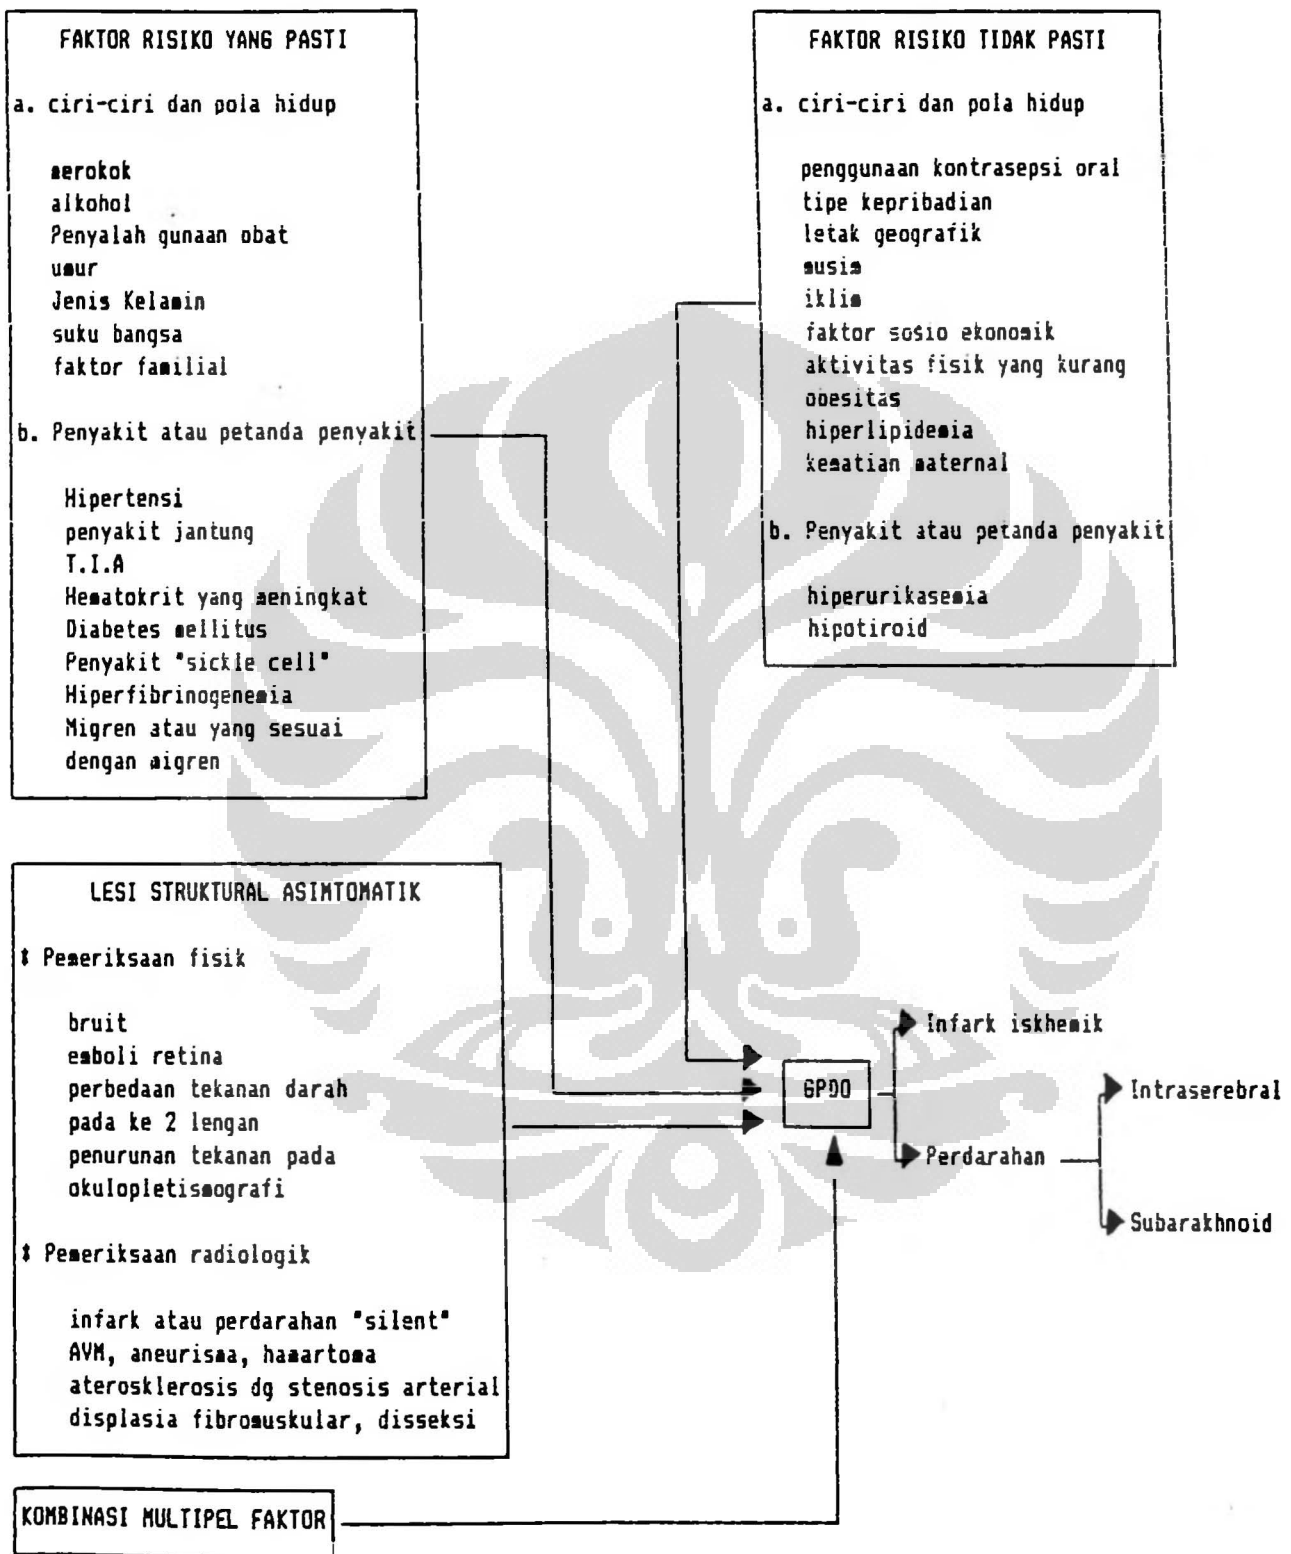 FAKTOR RISIKO YANG PASTI
a. ciri-ciri dan pola hidup
merokok
alkohol
Penyalah gunaan obat
umur
Jenis Kelamin
suku bangsa
faktor familial
b. Penyakit atau petanda penyakit
Hipertensi
penyakit jantung
T.I.A
Hematokrit yang meningkat
Diabetes mellitus
Penyakit "sickle cell"
Hiperfibrinogenemia
Migren atau yang sesuai
dengan migren
FAKTOR RISIKO TIDAK PASTI
a. ciri-ciri dan pola hidup
penggunaan kontrasepsi oral
tipe kepribadian
letak geografik
musim
iklim
faktor sosio ekonomik
aktivitas fisik yang kurang
obesitas
hiperlipidemia
kematian maternal
b. Penyakit atau petanda penyakit
hiperurikasemia
hipotiroid
LESI STRUKTURAL ASIMTOMATIK
* Pemeriksaan fisik
bruit
emboli retina
perbedaan tekanan darah
pada ke 2 lengan
penurunan tekanan pada
okulopletismografi
* Pemeriksaan radiologik
infark atau perdarahan "silent"
AVM, aneurisma, hamartoma
aterosklerosis dg stenosis arterial
displasia fibromuskular, disseksi
KOMBINASI MULTIPEL FAKTOR
GPDO
Infark iskhemik
Perdarahan
Intraserebral
Subarakhnoid